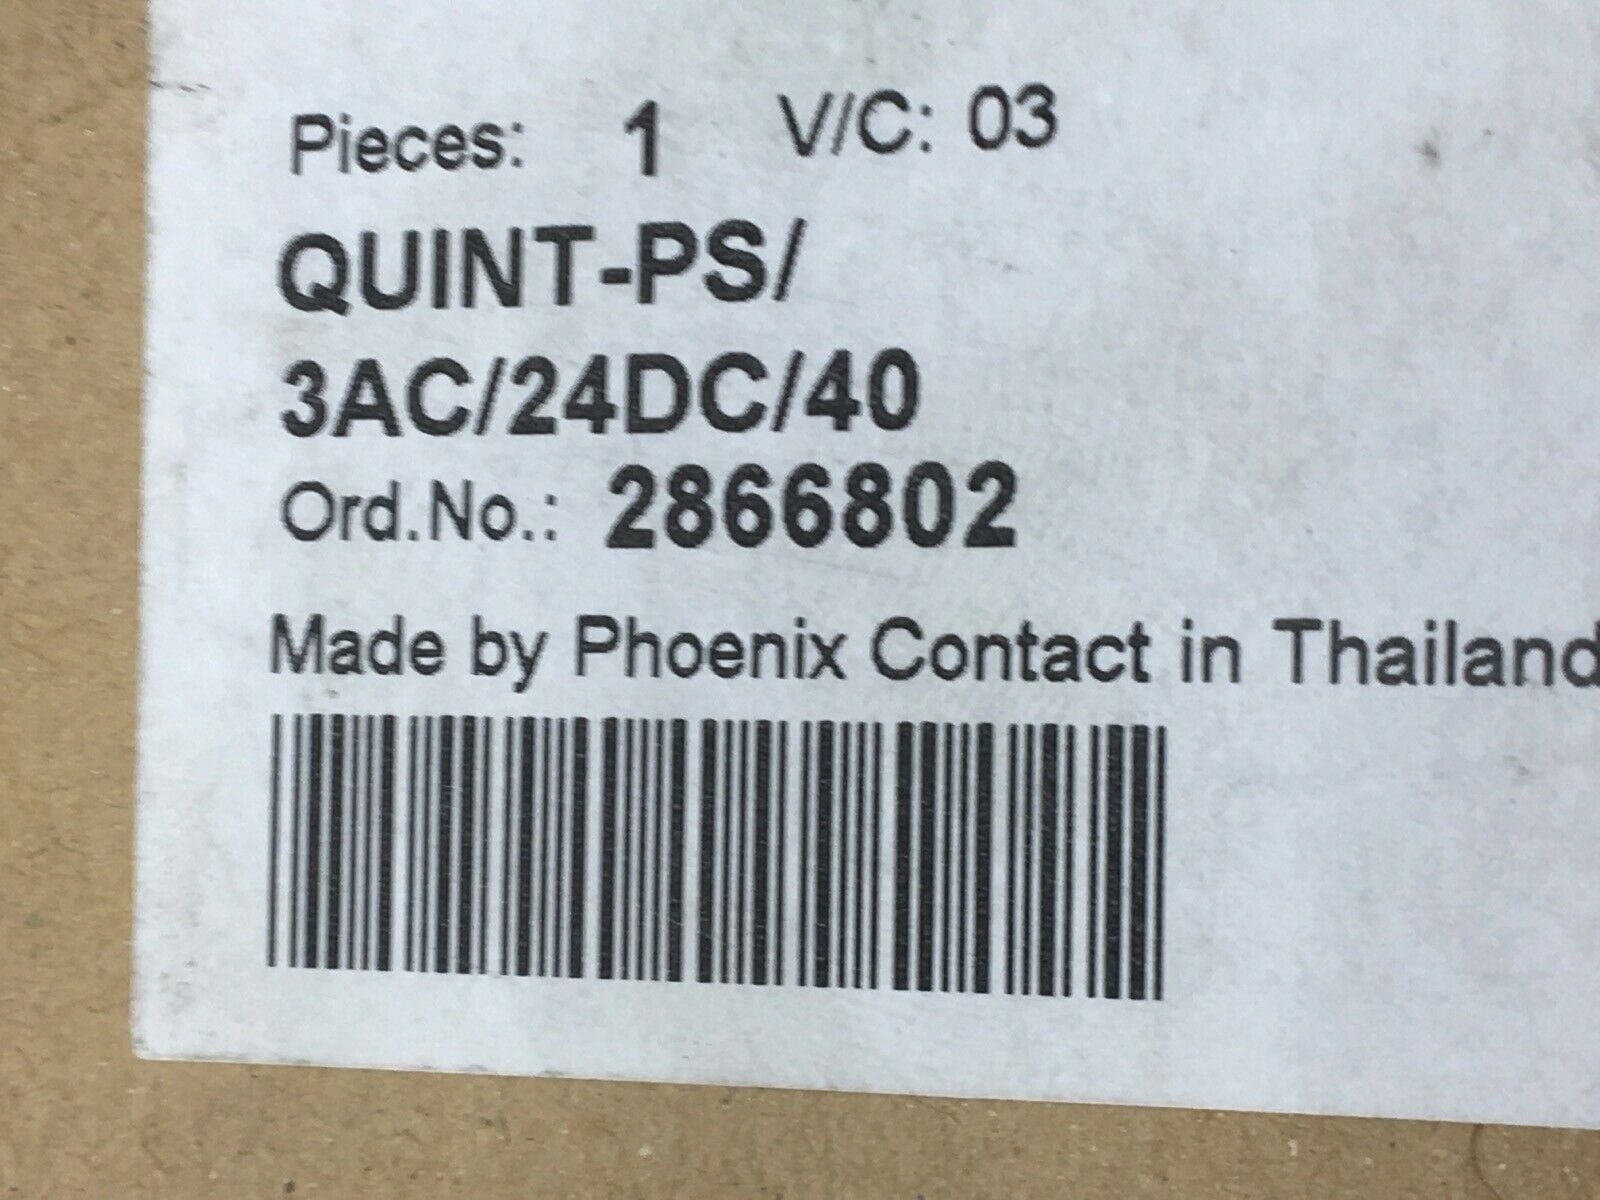 Pieces: 1 V/C: 03
QUINT-PS/
3AC/24DC/40
Ord.No.: 2866802
Made by Phoenix Contact in Thailand